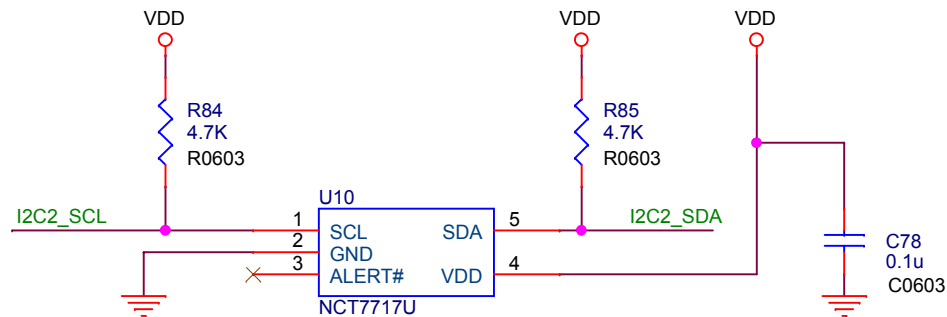 VDD
VDD
VDD
R84
4.7K
R0603
R85
4.7K
R0603
U10
I2C2_SCL
1
SCL
SDA
5
I2C2_SDA
2
GND
3
ALERT#
VDD
4
NCT7717U
C78
0.1u
C0603